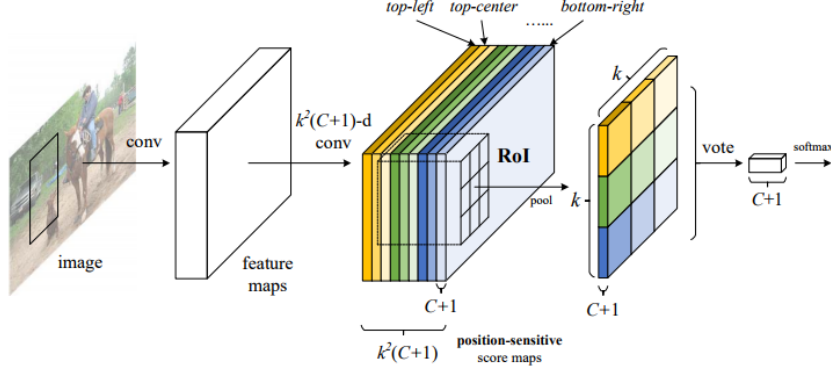 top-left top-center ...... bottom-right
k²(C+1)-d
conv
conv
RoI
pool
k
k
vote
softmax
C+1
image
feature
maps
C+1
C+1
k²(C+1)
position-sensitive
score maps